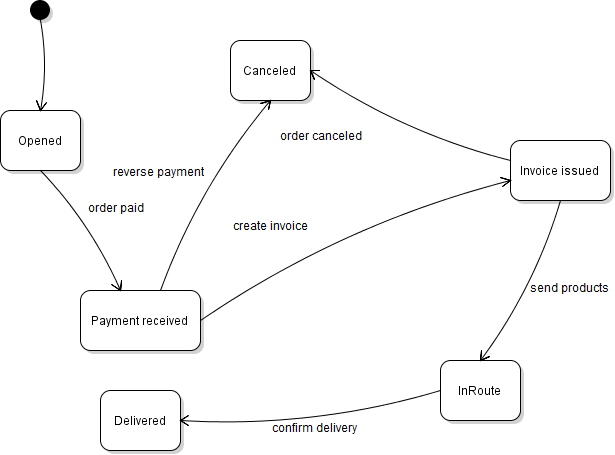 Canceled
order canceled
Opened
Invoice issued
reverse payment
order paid
create invoice
send products
Payment received
InRoute
Delivered
confirm delivery